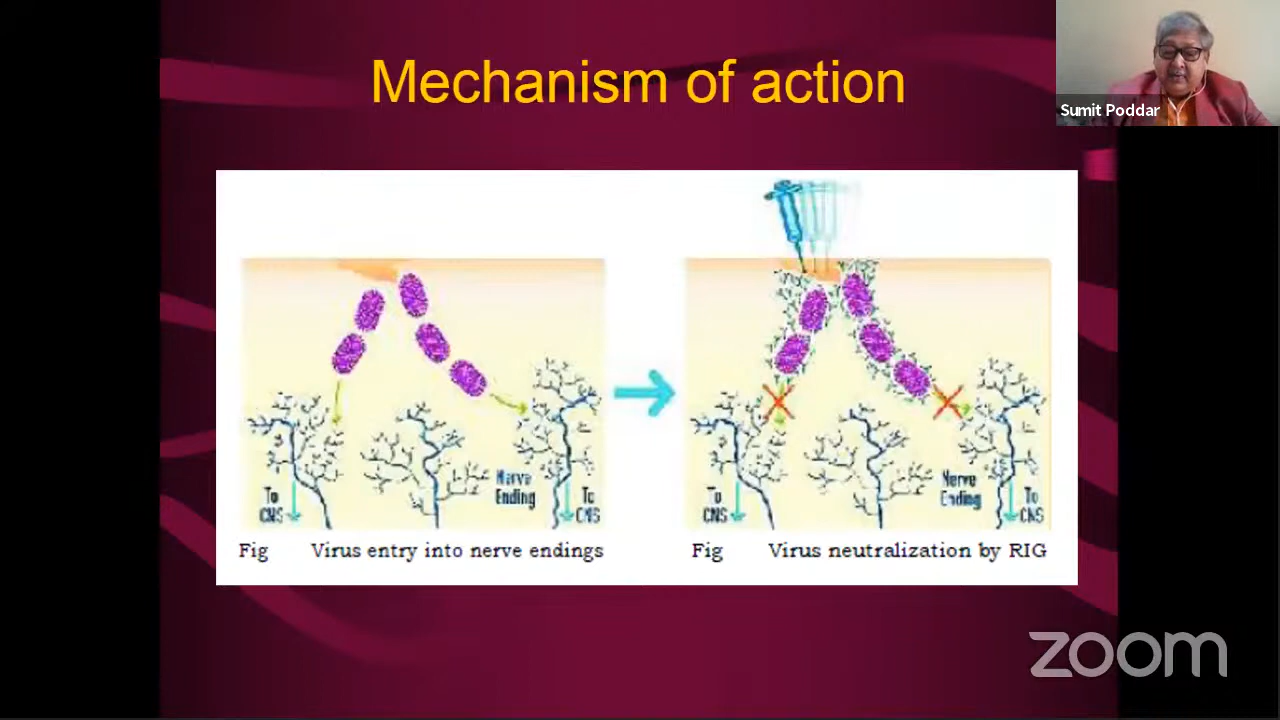 Mechanism of action
Sumit Poddar
To
CNS
Nerve
Ending
To
CNS
To
CNS
Nerve
Ending
To
CNS
Fig Virus entry into nerve endings
Fig Virus neutralization by RIG
zoom